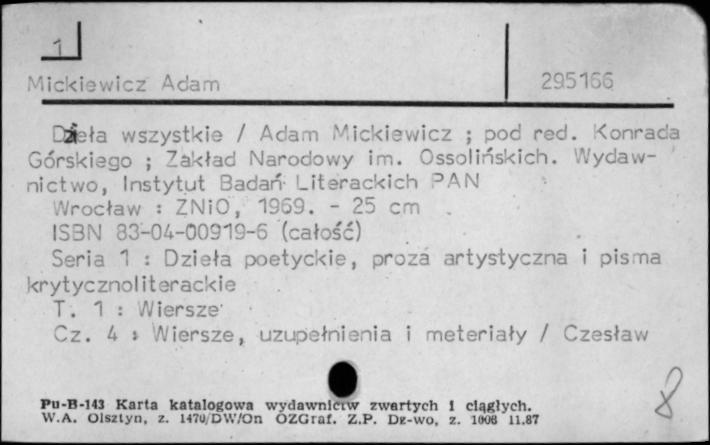 1
Mickiewicz Adam 295166
Dzieła wszystkie / Adam Mickiewicz ; pod red. Konrada
Górskiego ; Zakład Narodowy im. Ossolińskich. Wydaw-
nictwo, Instytut Badań Literackich PAN
Wrocław : ZNiO, 1969. - 25 cm
ISBN 83-04-00919-6 (całość)
Seria 1 : Dzieła poetyckie, proza artystyczna i pisma
krytycznoliterackie
T. 1 : Wiersze
Cz. 4 : Wiersze, uzupełnienia i meteriały / Czesław
8
Pu-B-143 Karta katalogowa wydawnictw zwartych i ciągłych.
W.A. Olsztyn, z. 1470/DW/On OZGraf. Z.P. Dz-wo, z. 1006 11.87